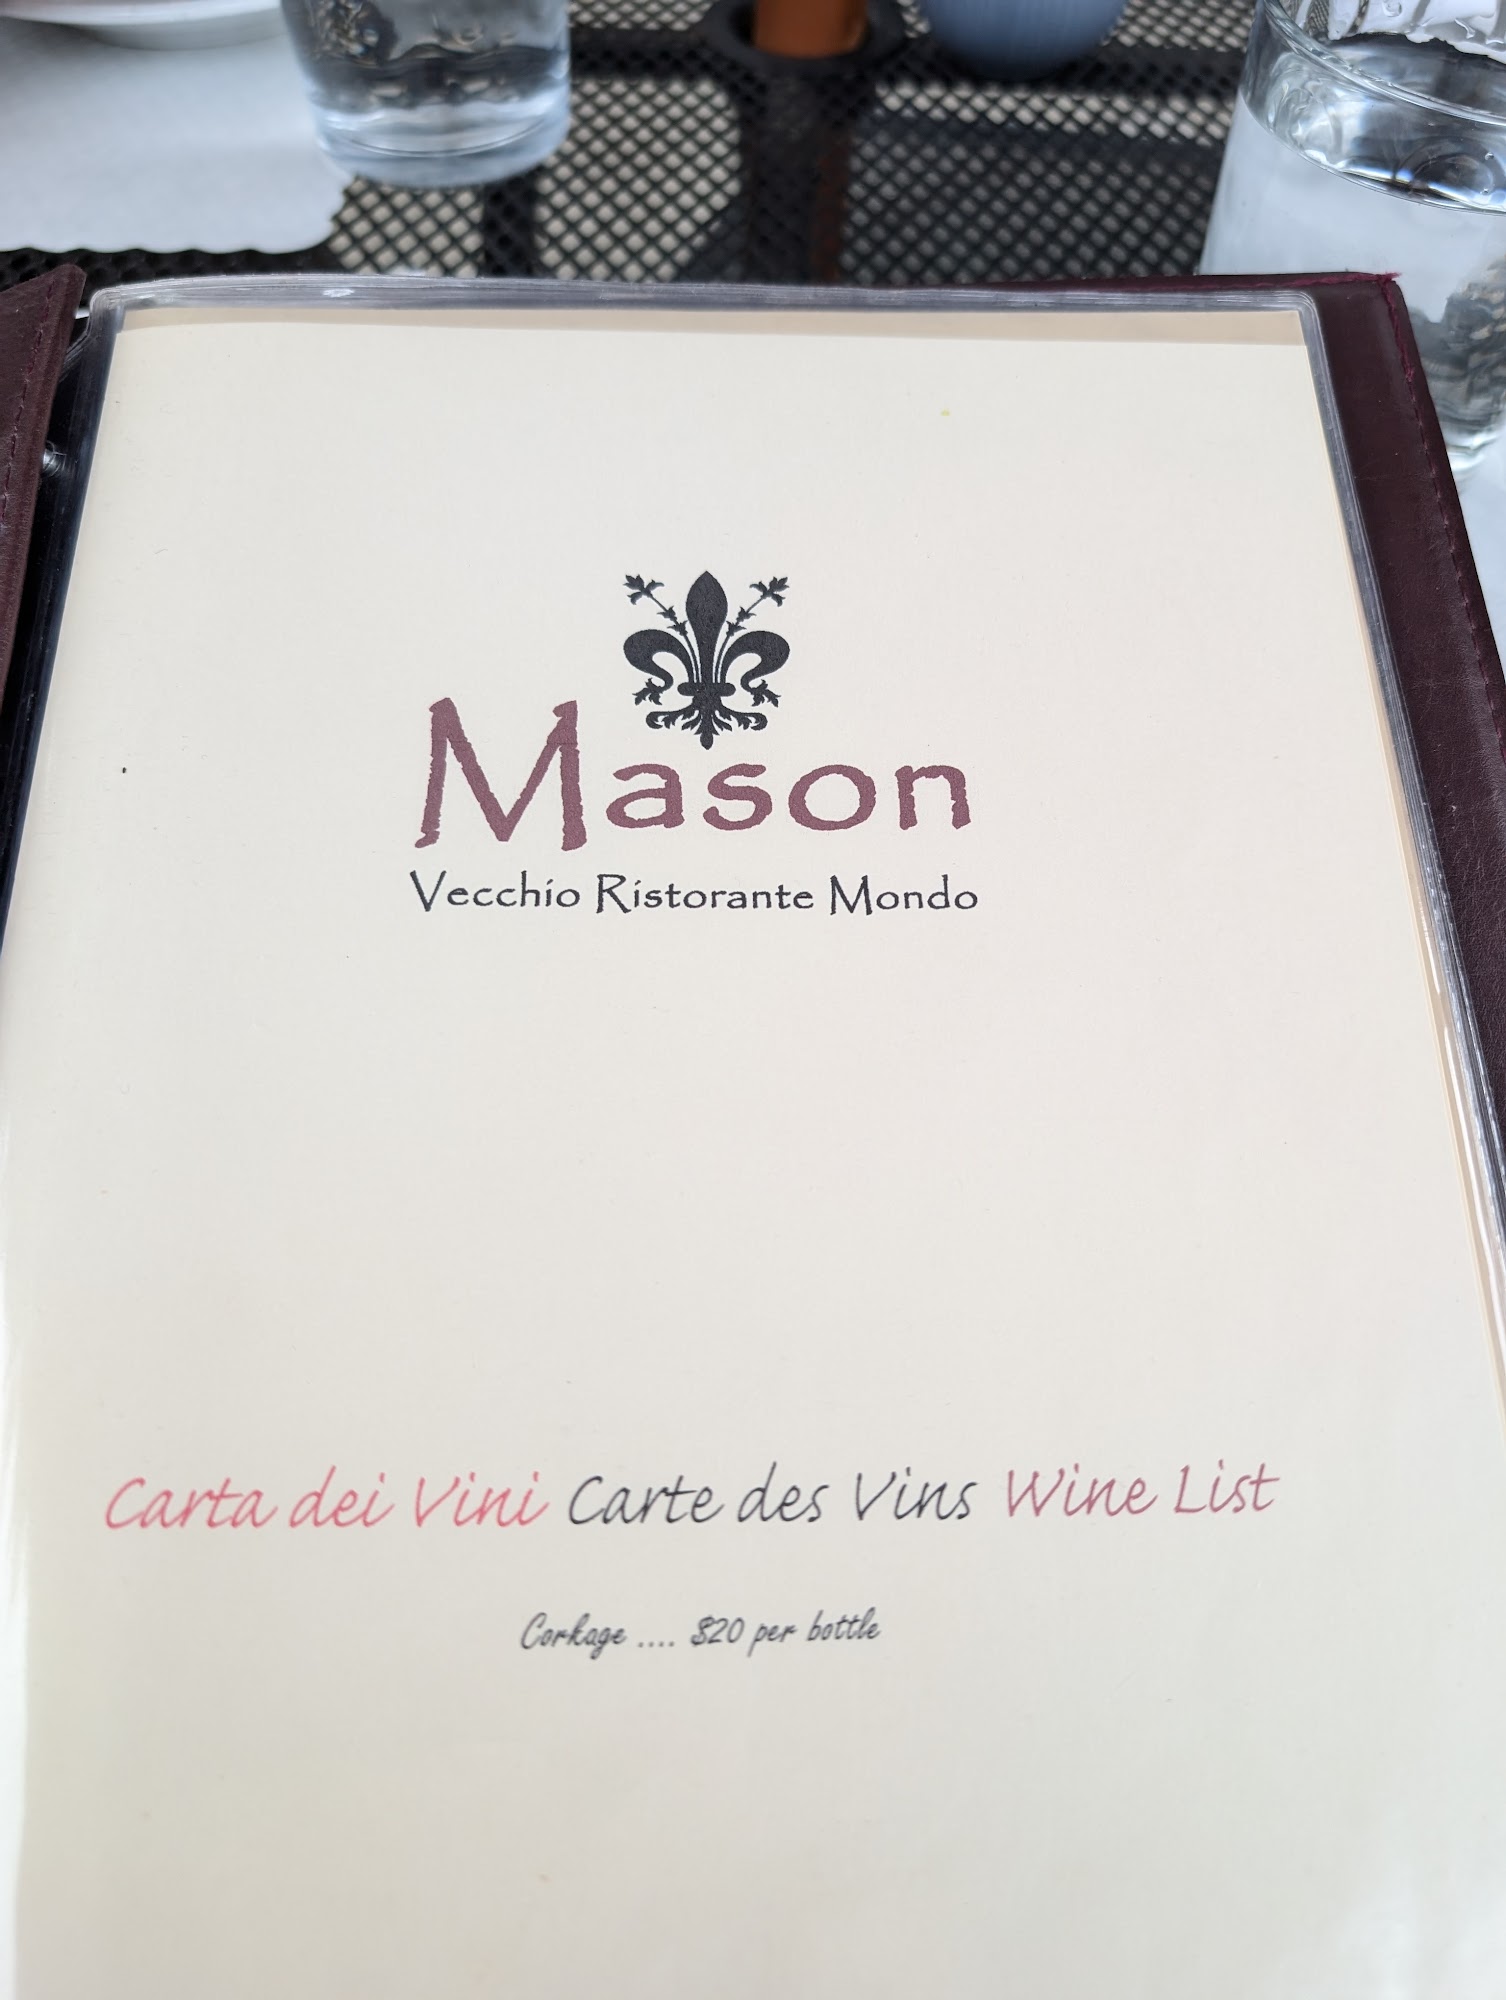 Mason
Vecchio Ristorante Mondo
Carta dei Vini Carte des Vins Wine List
Corkage .... $20 per bottle